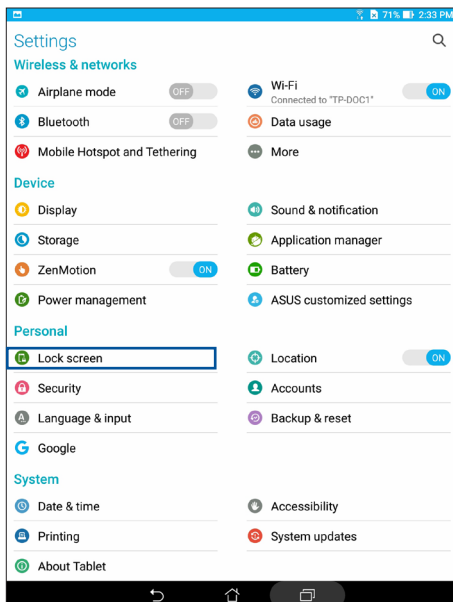 71% 2:33 PM
Settings
Wireless & networks
Airplane mode OFF
Wi-Fi
Connected to "TP-DOC1"
ON
Bluetooth OFF
Data usage
Mobile Hotspot and Tethering
More
Device
Display
Sound & notification
Storage
Application manager
ZenMotion ON
Battery
Power management
ASUS customized settings
Personal
Lock screen
Location ON
Security
Accounts
Language & input
Backup & reset
Google
System
Date & time
Accessibility
Printing
System updates
About Tablet